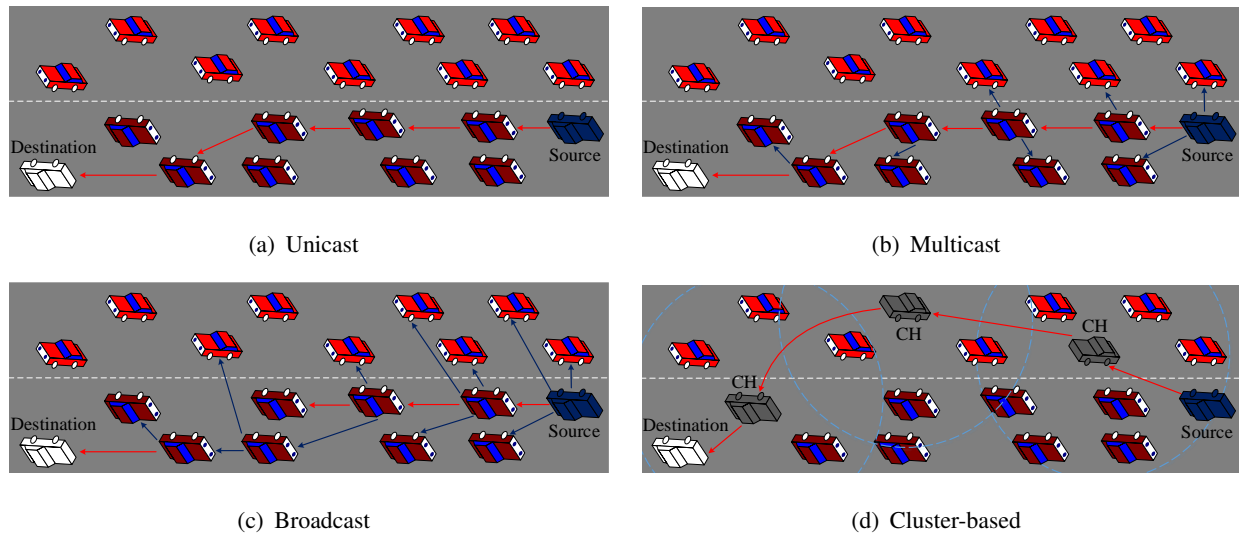 Destination
Source
Destination
Source
(a) Unicast
(b) Multicast
Destination
Source
CH
CH
CH
Destination
Source
(c) Broadcast
(d) Cluster-based